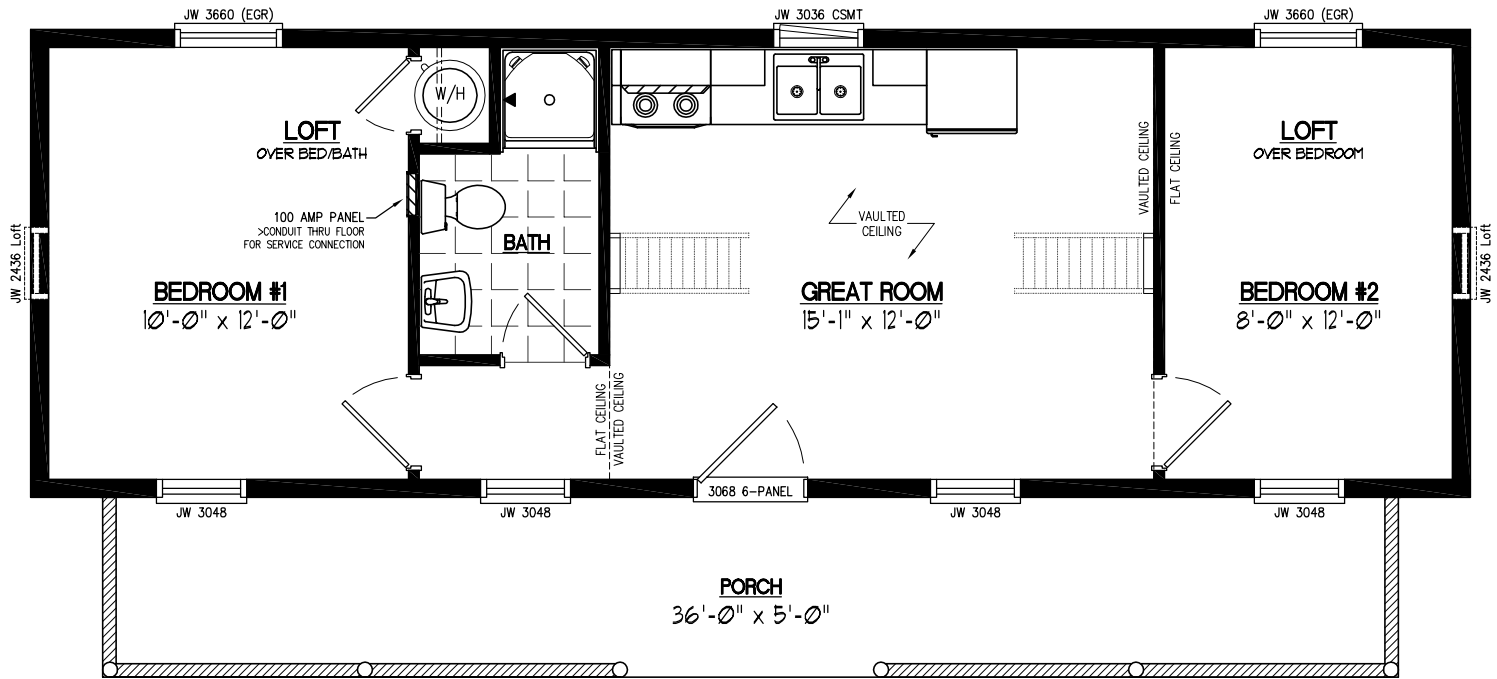 JW 3660 (EGR)
JW 3036 CSMT
JW 3660 (EGR)
W/H
LOFT
OVER BED/BATH
LOFT
OVER BEDROOM
VAULTED CEILING
FLAT CEILING
100 AMP PANEL
>CONDUIT THRU FLOOR
FOR SERVICE CONNECTION
BATH
VAULTED
CEILING
JW 2436 Loft
JW 2436 Loft
BEDROOM #1
10'-0" x 12'-0"
GREAT ROOM
15'-1" x 12'-0"
BEDROOM #2
8'-0" x 12'-0"
FLAT CEILING
VAULTED CEILING
3068 6-PANEL
JW 3048
JW 3048
JW 3048
JW 3048
PORCH
36'-0" x 5'-0"